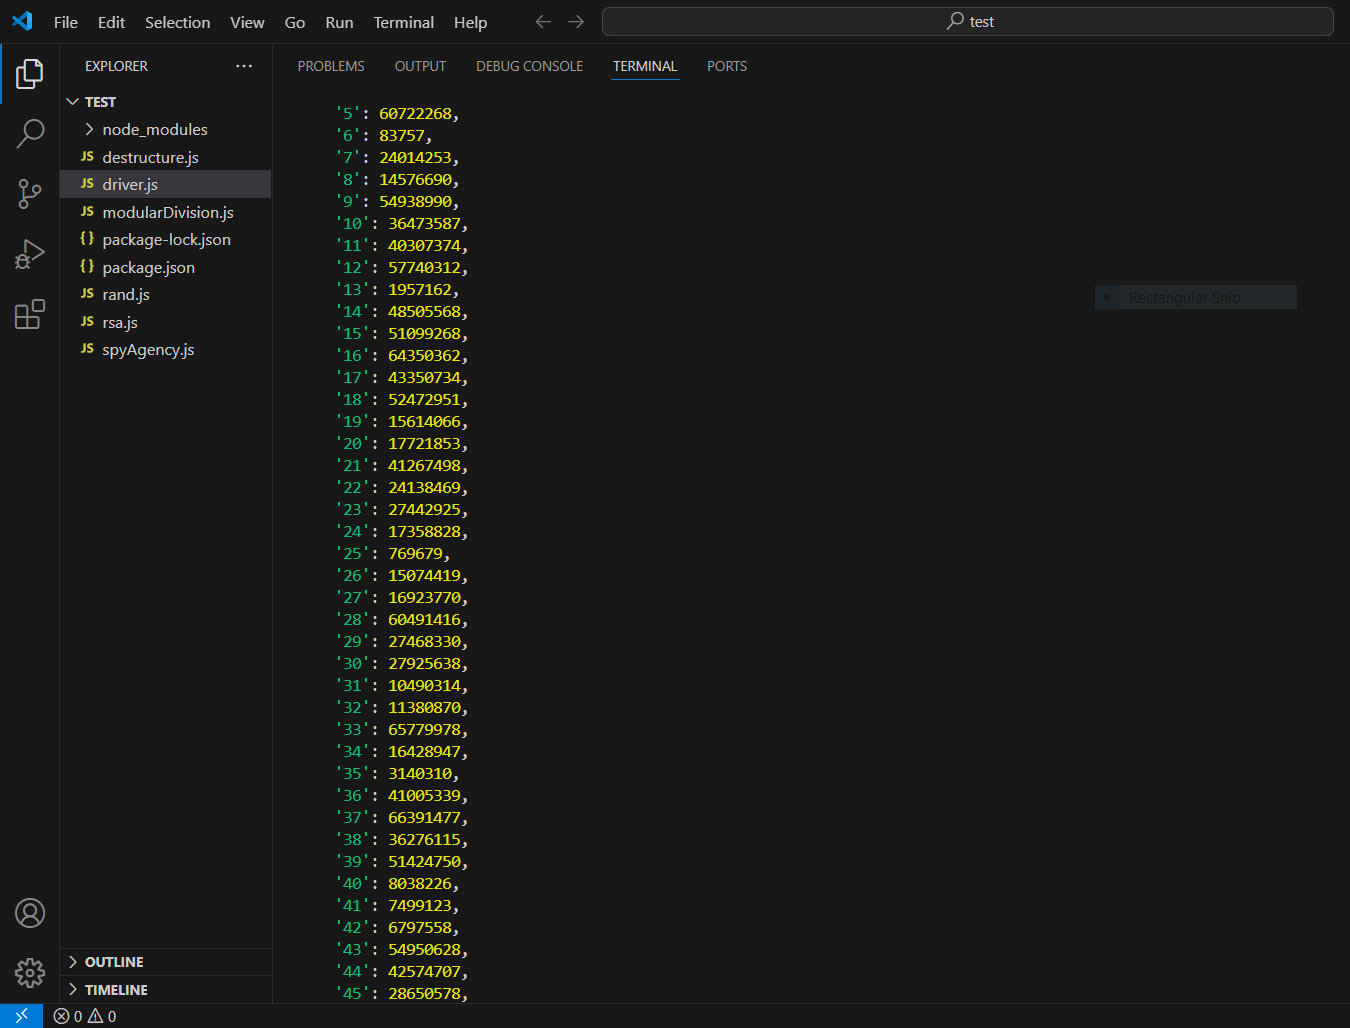 File Edit Selection View Go Run Terminal Help
test
EXPLORER
TEST
node_modules
JS destructure.js
JS driver.js
JS modularDivision.js
{} package-lock.json
{} package.json
JS rand.js
JS rsa.js
JS spyAgency.js
OUTLINE
TIMELINE
PROBLEMS OUTPUT DEBUG CONSOLE TERMINAL PORTS
'5': 60722268,
'6': 83757,
'7': 24014253,
'8': 14576690,
'9': 54938990,
'10': 36473587,
'11': 40307374,
'12': 57740312,
'13': 1957162,
'14': 48505568,
'15': 51099268,
'16': 64350362,
'17': 43350734,
'18': 52472951,
'19': 15614066,
'20': 17721853,
'21': 41267498,
'22': 24138469,
'23': 27442925,
'24': 17358828,
'25': 769679,
'26': 15074419,
'27': 16923770,
'28': 60491416,
'29': 27468330,
'30': 27925638,
'31': 10490314,
'32': 11380870,
'33': 65779978,
'34': 16428947,
'35': 3140310,
'36': 41005339,
'37': 66391477,
'38': 36276115,
'39': 51424750,
'40': 8038226,
'41': 7499123,
'42': 6797558,
'43': 54950628,
'44': 42574707,
'45': 28650578,
Rectangular Snip
0 0